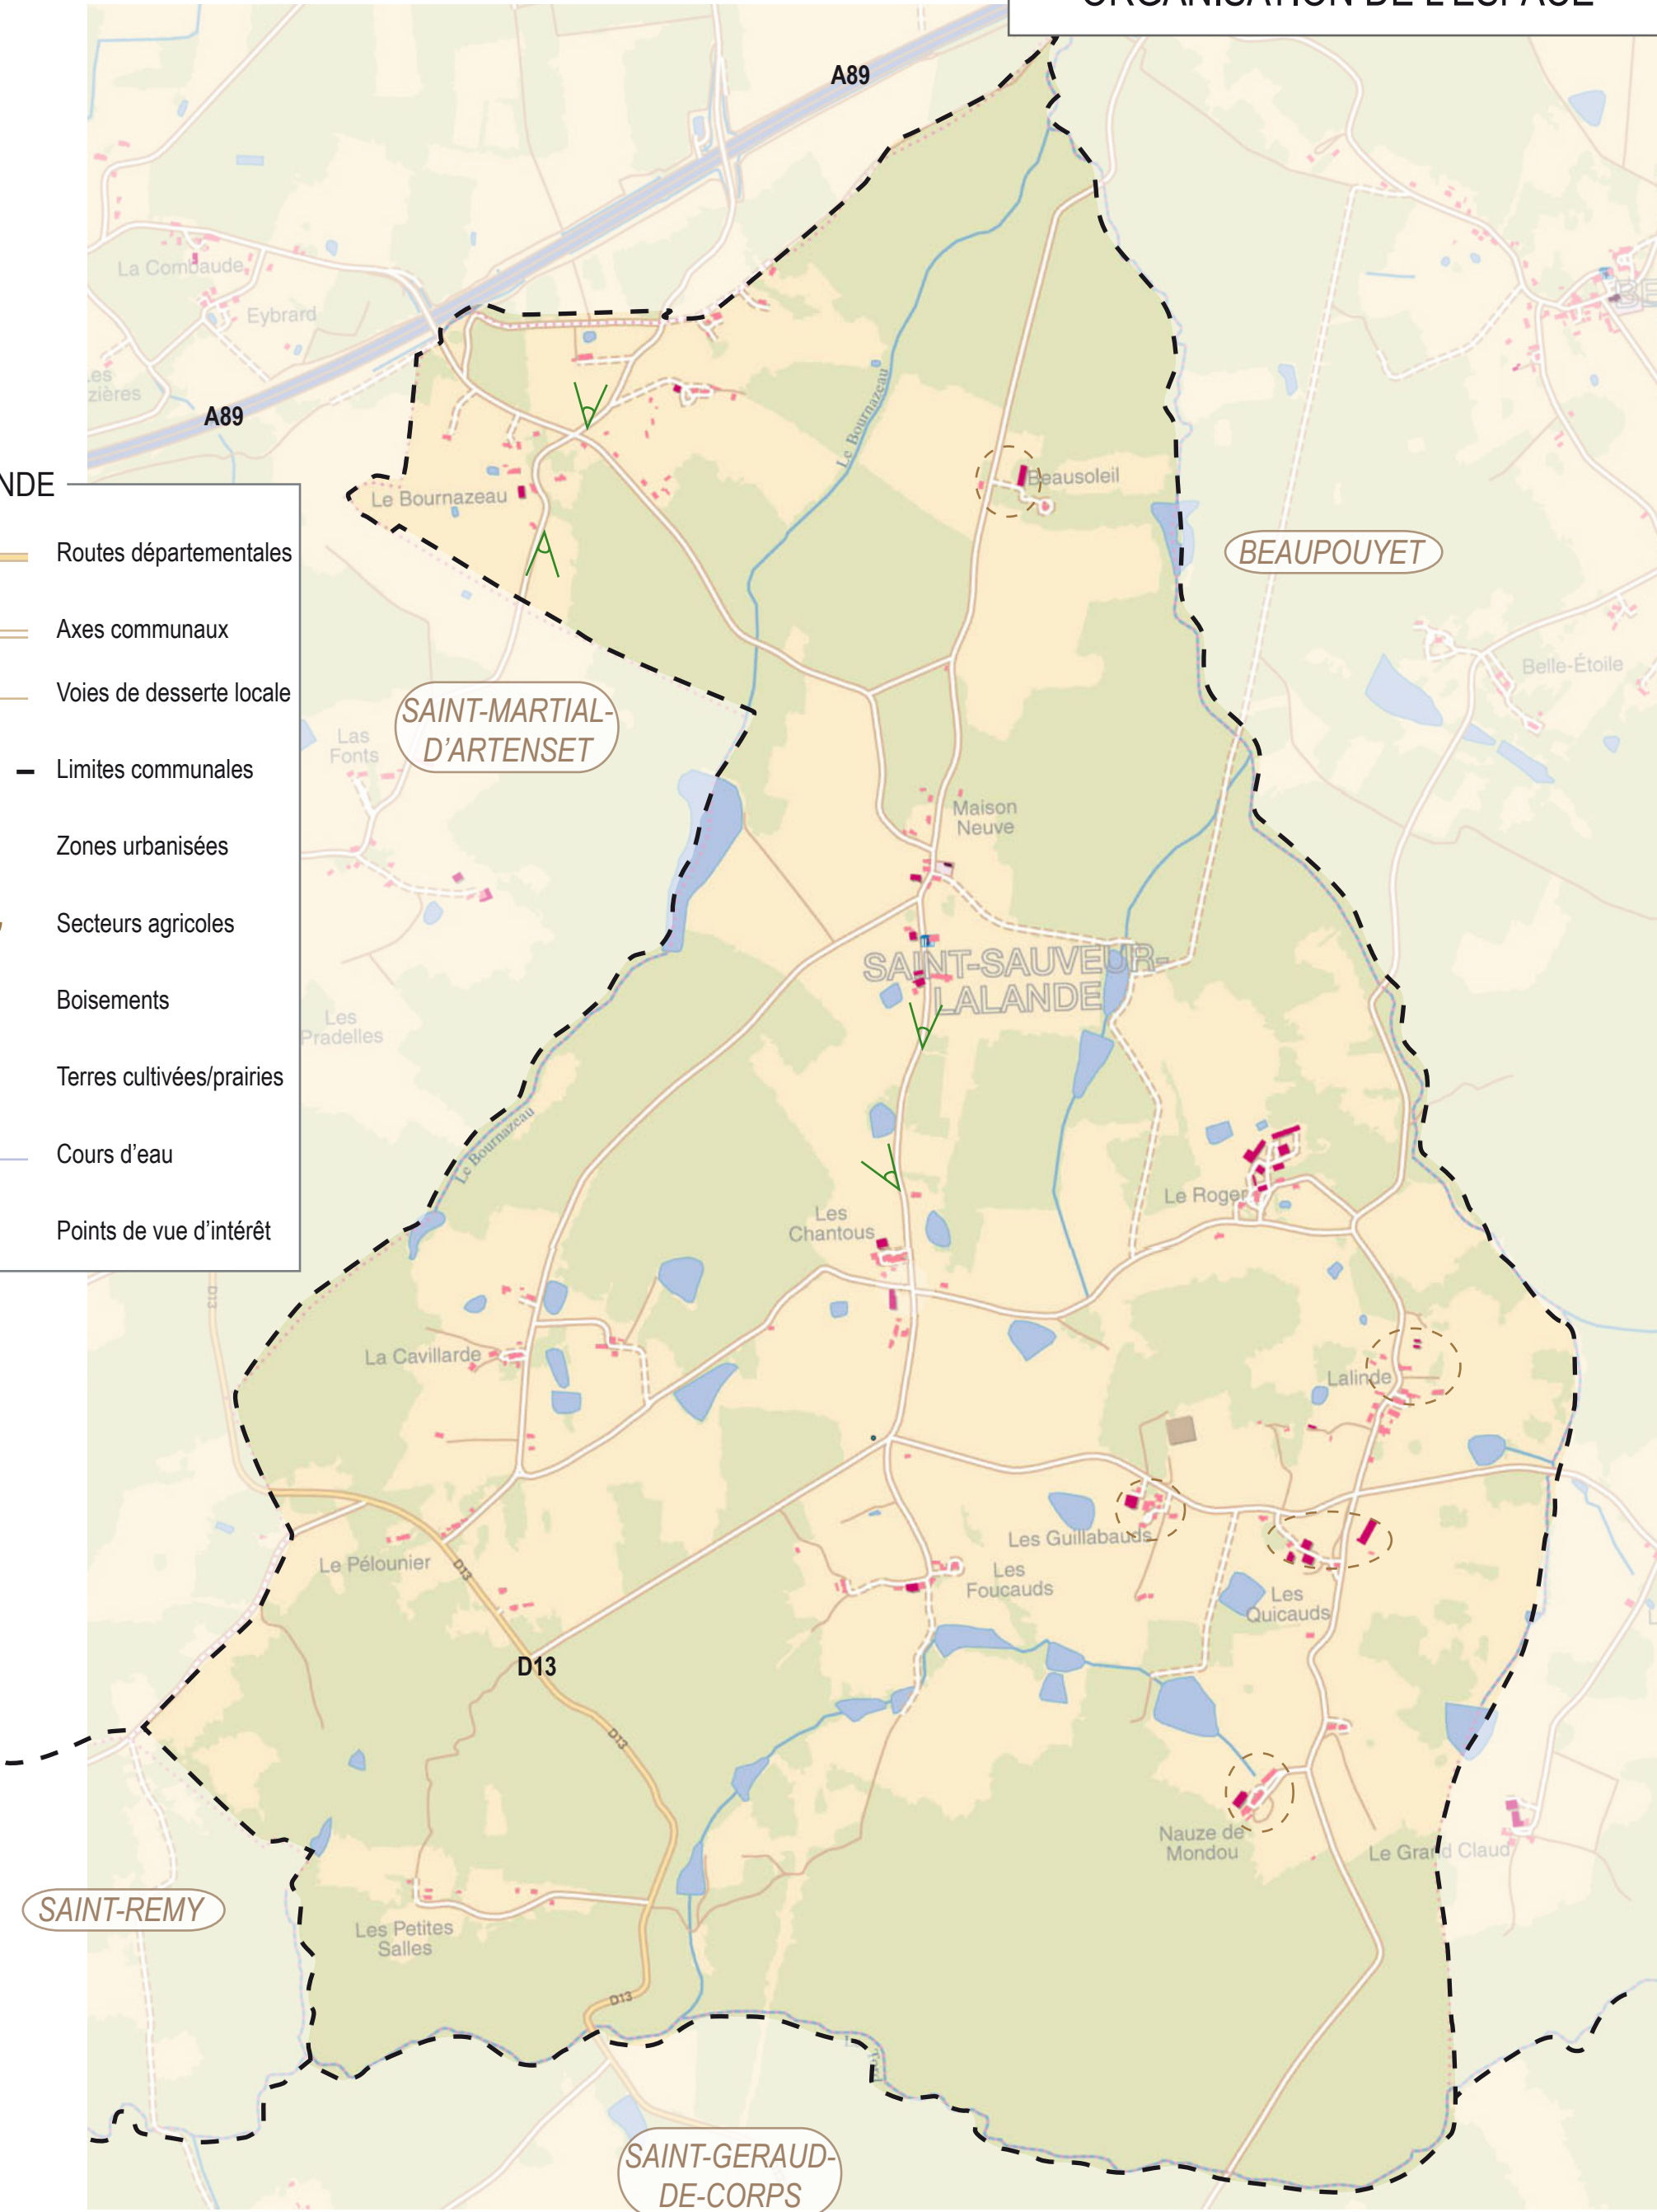 ORGANISATION DE L'ESPACE
A89
La Combaude
Eybrard
A89
Le Bournazeau
Beausoleil
Le Bournazeau
BEAUPOUYET
Belle-Étoile
NDE
Routes départementales
Axes communaux
Voies de desserte locale
Limites communales
Zones urbanisées
Secteurs agricoles
Boisements
Terres cultivées/prairies
Cours d'eau
Points de vue d'intérêt
SAINT-MARTIAL-
D'ARTENSET
Las
Fonts
Maison
Neuve
SAINT-SAUVEUR-
LALANDE
Les
Pradelles
Le Bournazeau
Le Roger
Les
Chantous
D13
La Cavillarde
Lalinde
Les Guillabauds
Le Pélounier
D13
Les
Foucauds
Les
Quicauds
D13
D13
Nauze de
Mondou
Le Grand Claud
SAINT-REMY
Les Petites
Salles
D13
SAINT-GERAUD-
DE-CORPS